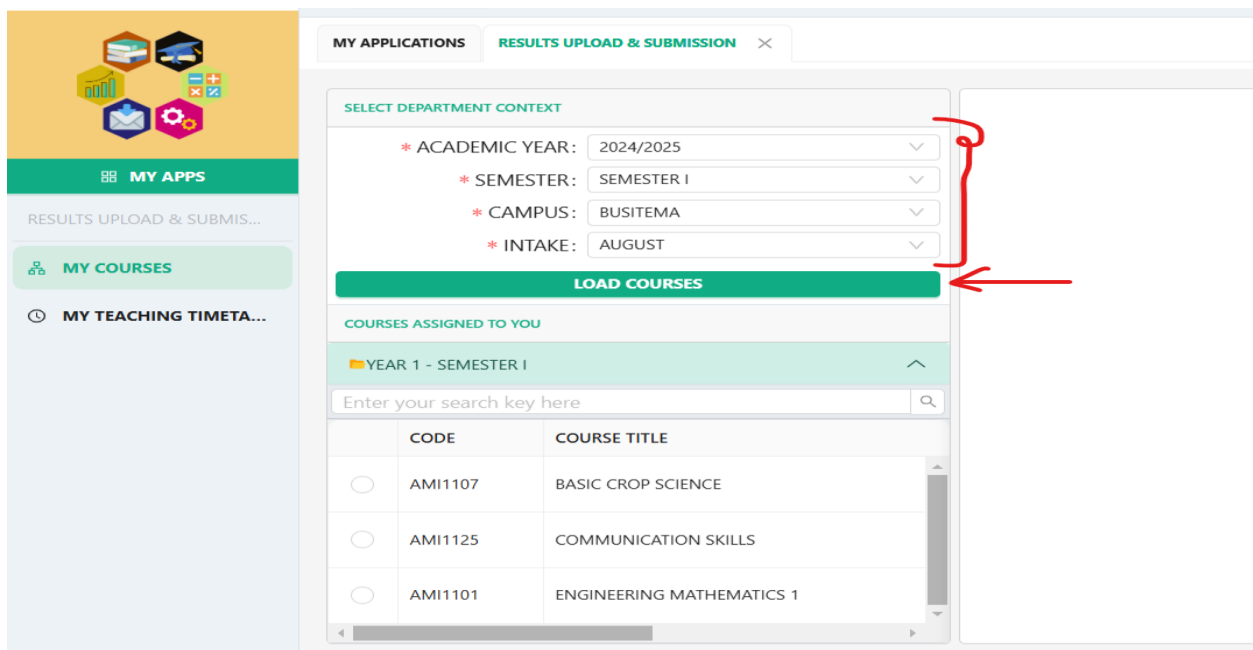 MY APPS
RESULTS UPLOAD & SUBMIS...
MY COURSES
MY TEACHING TIMETA...
MY APPLICATIONS
RESULTS UPLOAD & SUBMISSION
SELECT DEPARTMENT CONTEXT
* ACADEMIC YEAR: 2024/2025
* SEMESTER: SEMESTER I
* CAMPUS: BUSITEMA
* INTAKE: AUGUST
LOAD COURSES
COURSES ASSIGNED TO YOU
YEAR 1 - SEMESTER I
Enter your search key here
CODE COURSE TITLE
AMI1107 BASIC CROP SCIENCE
AMI1125 COMMUNICATION SKILLS
AMI1101 ENGINEERING MATHEMATICS 1